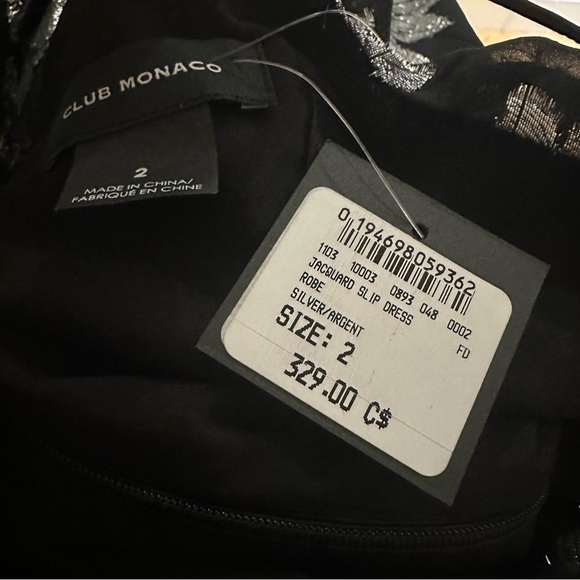 CLUB MONACO
2
MADE IN CHINA/
FABRIQUÉ EN CHINE
0 194698059362
1103 10003 0893 048 0002
JACQUARD SLIP DRESS FD
ROBE
SILVER/ARGENT
SIZE: 2
329.00 C$